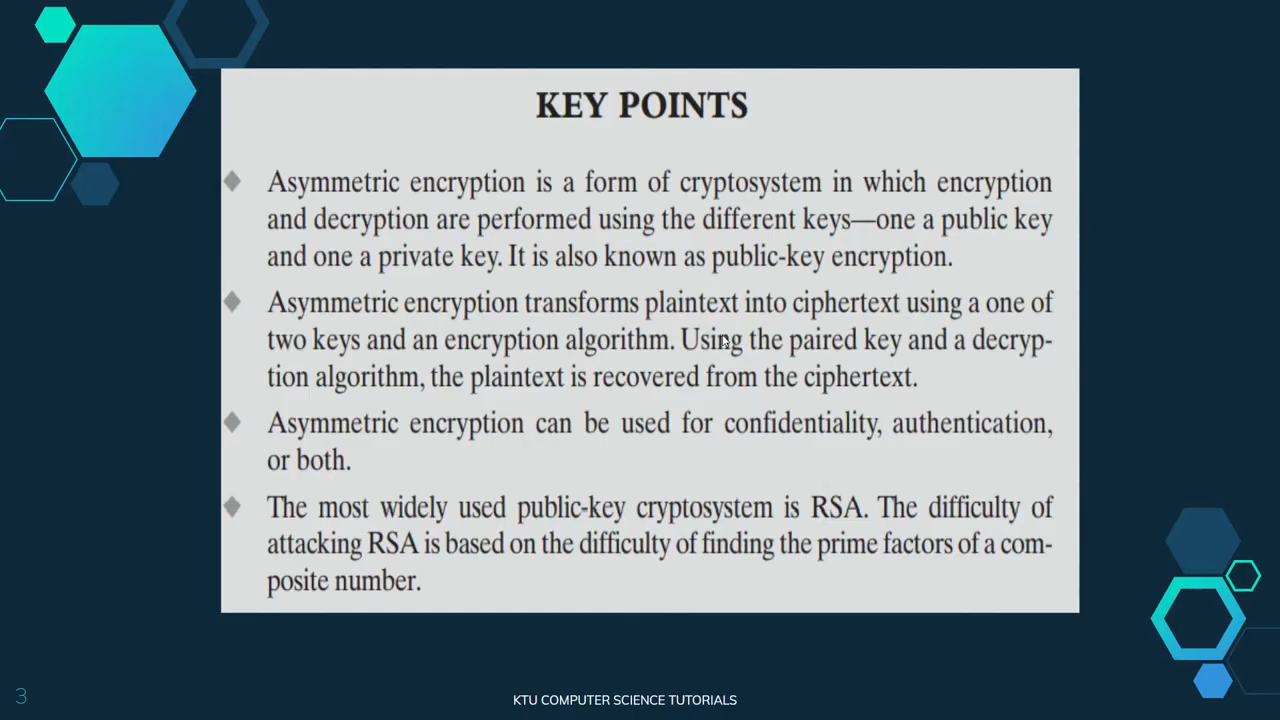 KEY POINTS
Asymmetric encryption is a form of cryptosystem in which encryption
and decryption are performed using the different keys—one a public key
and one a private key. It is also known as public-key encryption.
Asymmetric encryption transforms plaintext into ciphertext using a one of
two keys and an encryption algorithm. Using the paired key and a decryp-
tion algorithm, the plaintext is recovered from the ciphertext.
Asymmetric encryption can be used for confidentiality, authentication,
or both.
The most widely used public-key cryptosystem is RSA. The difficulty of
attacking RSA is based on the difficulty of finding the prime factors of a com-
posite number.
3
KTU COMPUTER SCIENCE TUTORIALS